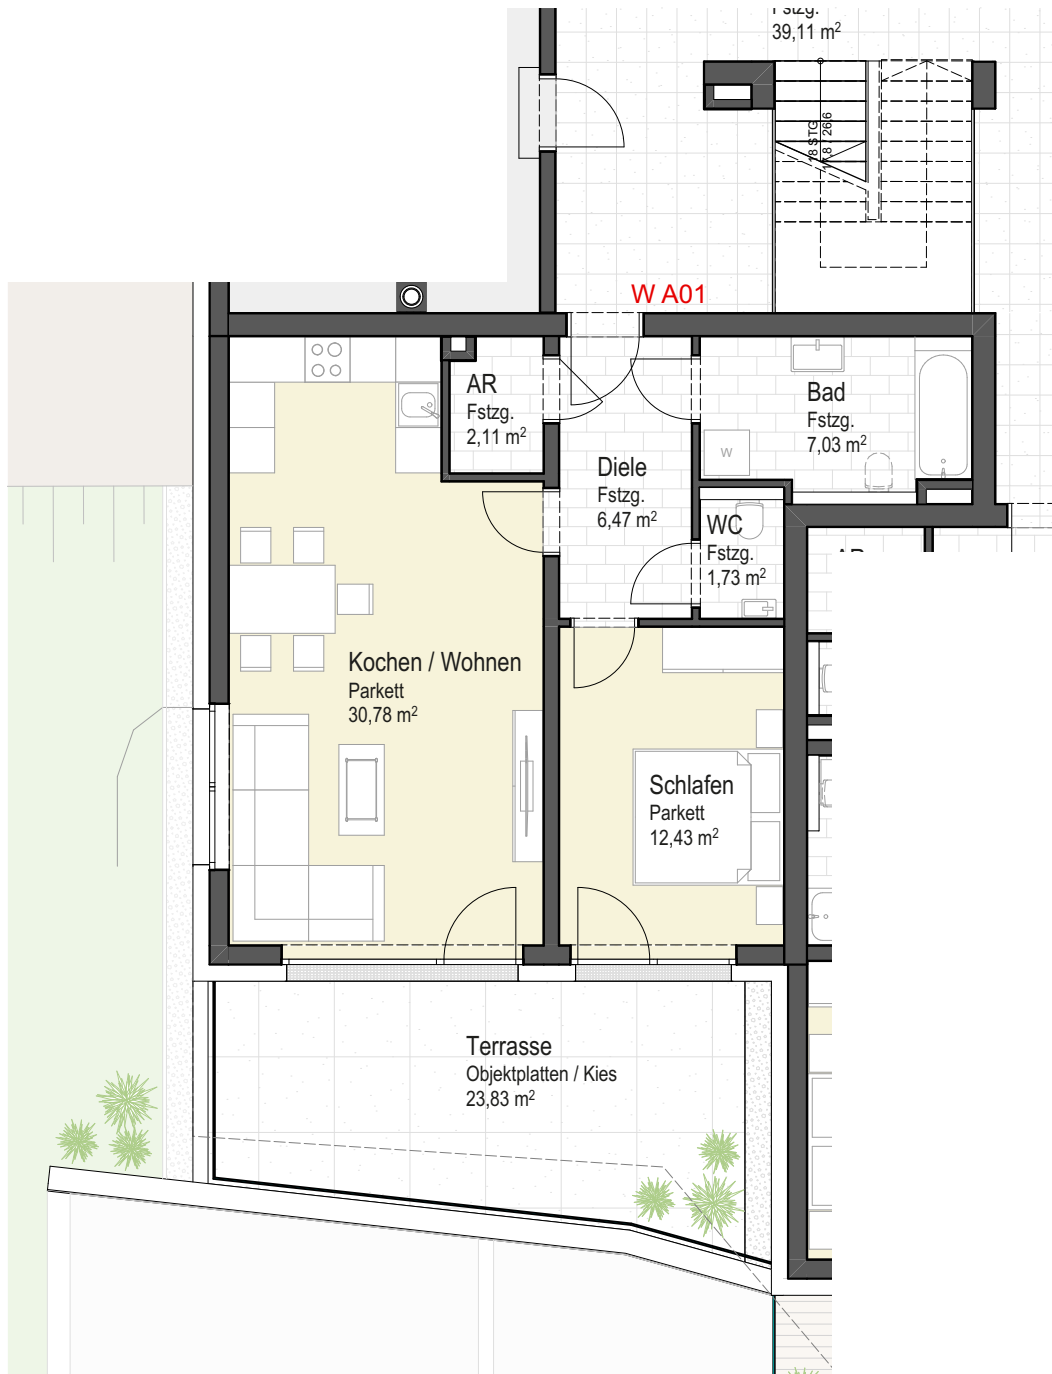 39,11 m²
18 STG
W A01
AR
Fstzg.
2,11 m²
Bad
Fstzg.
7,03 m²
W
Diele
Fstzg.
6,47 m²
WC
Fstzg.
1,73 m²
Kochen / Wohnen
Parkett
30,78 m²
Schlafen
Parkett
12,43 m²
Terrasse
Objektplatten / Kies
23,83 m²